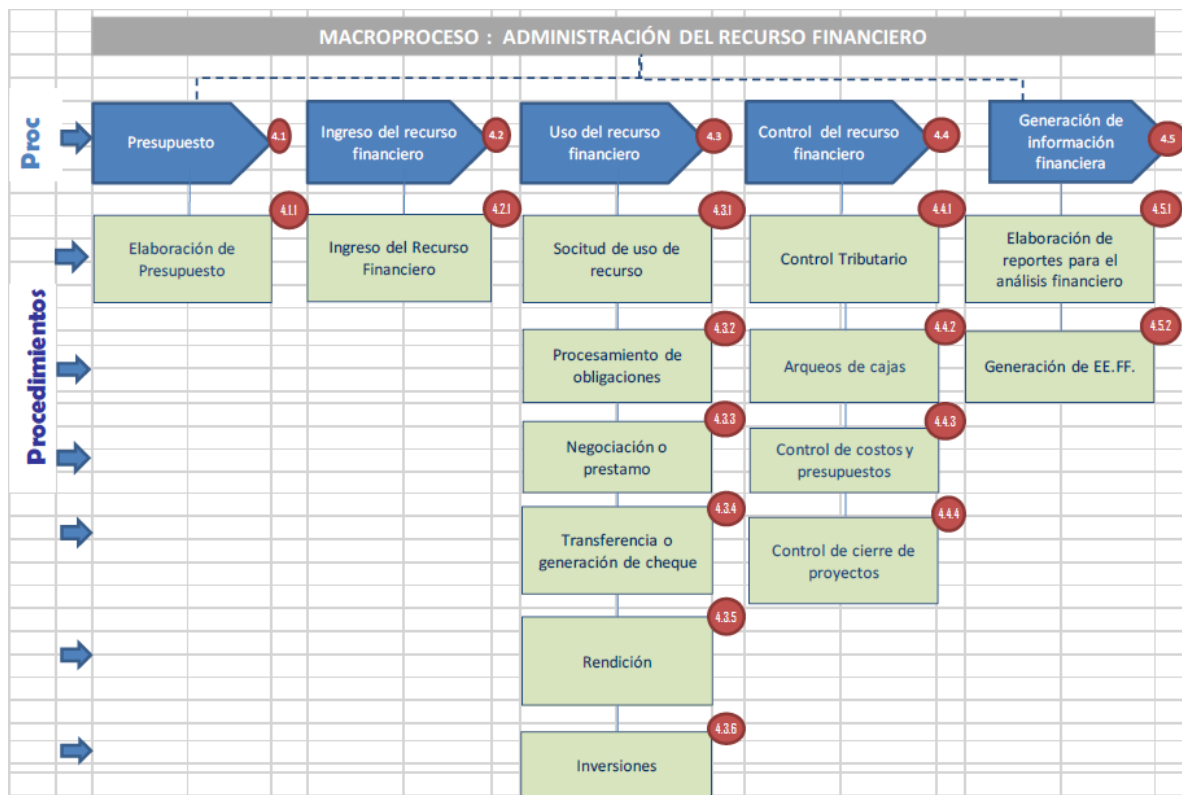 MACROPROCESO : ADMINISTRACIÓN DEL RECURSO FINANCIERO
Proc
Presupuesto
4.1
Ingreso del recurso
financiero
4.2
Uso del recurso
financiero
4.3
Control del recurso
financiero
4.4
Generación de
información
financiera
4.5
Procedimientos
4.1.1
Elaboración de
Presupuesto
4.2.1
Ingreso del Recurso
Financiero
4.3.1
Socitud de uso de
recurso
4.4.1
Control Tributario
4.5.1
Elaboración de
reportes para el
análisis financiero
4.3.2
Procesamiento de
obligaciones
4.4.2
Arqueos de cajas
4.5.2
Generación de EE.FF.
4.3.3
Negociación o
prestamo
4.4.3
Control de costos y
presupuestos
4.3.4
Transferencia o
generación de cheque
4.4.4
Control de cierre de
proyectos
4.3.5
Rendición
4.3.6
Inversiones